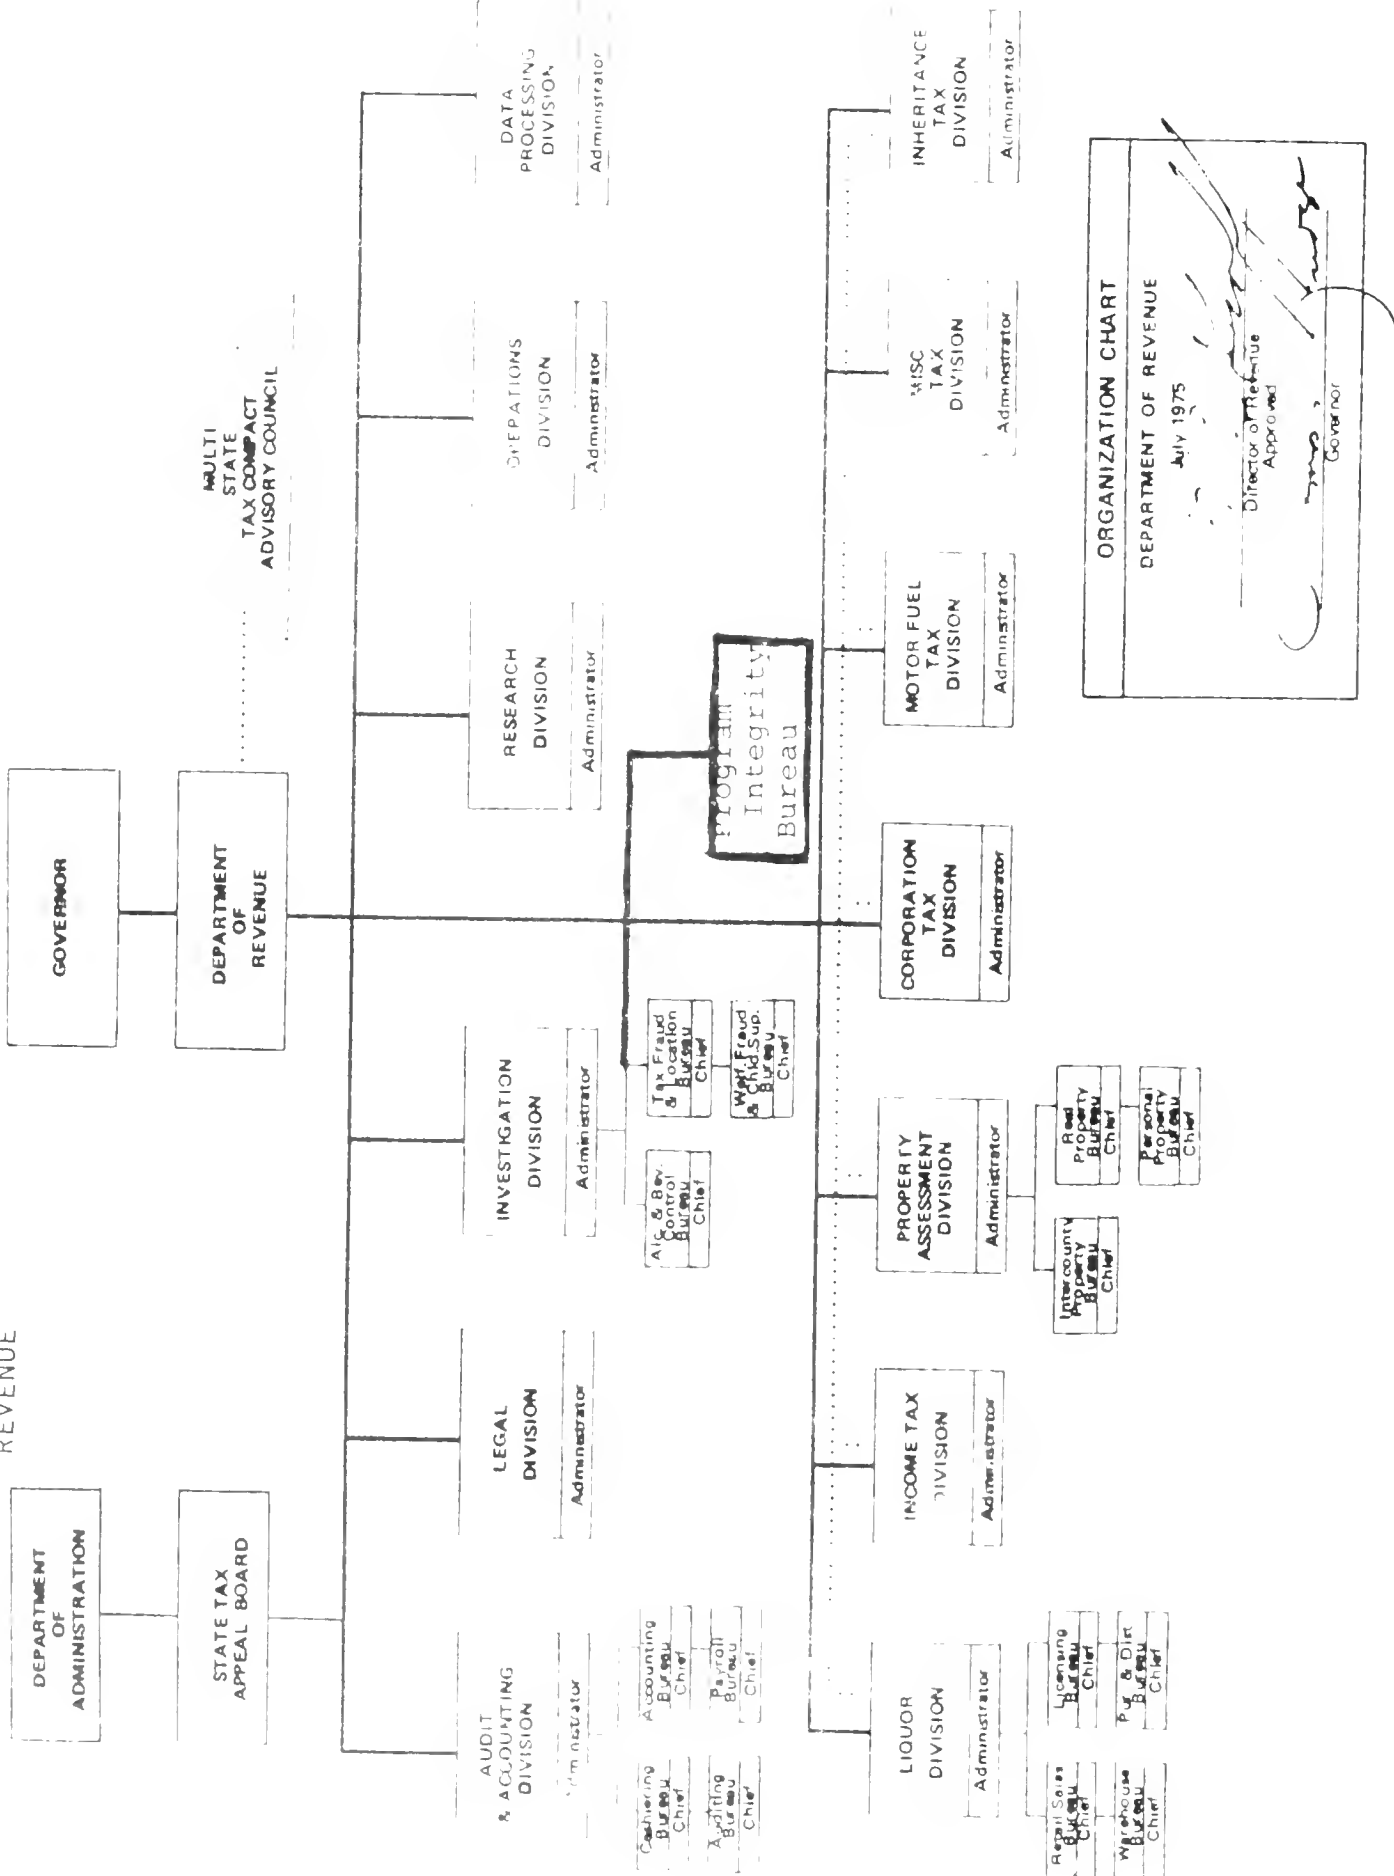 REVENUE
DEPARTMENT
OF
ADMINISTRATION
GOVERNOR
STATE TAX
APPEAL BOARD
DEPARTMENT
OF
REVENUE
MULTI
STATE
TAX COMPACT
ADVISORY COUNCIL
AUDIT
& ACCOUNTING
DIVISION
Administrator
LEGAL
DIVISION
Administrator
INVESTIGATION
DIVISION
Administrator
RESEARCH
DIVISION
Administrator
OPERATIONS
DIVISION
Administrator
DATA
PROCESSING
DIVISION
Administrator
Cashiering
Bureau
Chief
Accounting
Bureau
Chief
Auditing
Bureau
Chief
Payroll
Bureau
Chief
Alc & Bev.
Control
Bureau
Chief
Tax Fraud
& Location
Bureau
Chief
Welf. Fraud
& Chld.Sup.
Bureau
Chief
Program
Integrity
Bureau
LIQUOR
DIVISION
Administrator
INCOME TAX
DIVISION
Administrator
PROPERTY
ASSESSMENT
DIVISION
Administrator
CORPORATION
TAX
DIVISION
Administrator
MOTOR FUEL
TAX
DIVISION
Administrator
MISC
TAX
DIVISION
Administrator
INHERITANCE
TAX
DIVISION
Administrator
Retail Sales
Bureau
Chief
Licensing
Bureau
Chief
Warehouse
Bureau
Chief
Pur & Dist
Bureau
Chief
Intercounty
Property
Bureau
Chief
Real
Property
Bureau
Chief
Personal
Property
Bureau
Chief
ORGANIZATION CHART
DEPARTMENT OF REVENUE
July 1975
Director of Revenue
Approved
Governor